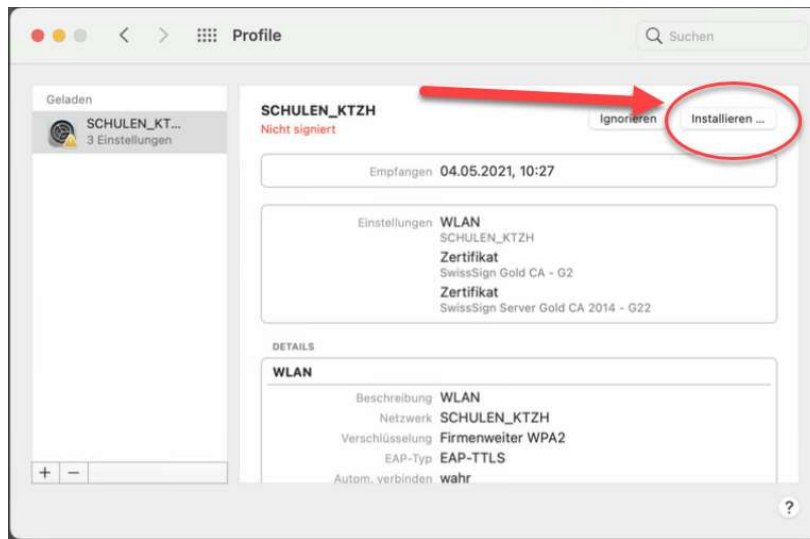 Profile
Suchen
Geladen
SCHULEN_KT...
3 Einstellungen
SCHULEN_KTZH
Nicht signiert
Ignorieren
Installieren ...
Empfangen 04.05.2021, 10:27
Einstellungen WLAN
SCHULEN_KTZH
Zertifikat
SwissSign Gold CA - G2
Zertifikat
SwissSign Server Gold CA 2014 - G22
DETAILS
WLAN
Beschreibung WLAN
Netzwerk SCHULEN_KTZH
Verschlüsselung Firmenweiter WPA2
EAP-Typ EAP-TTLS
Autom. verbinden wahr
+ −
?